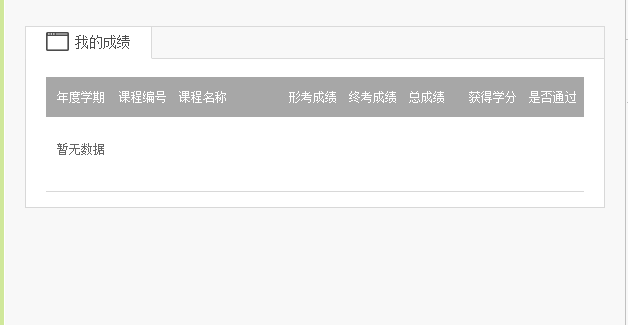 我的成绩
年度学期 课程编号 课程名称 形考成绩 终考成绩 总成绩 获得学分 是否通过
暂无数据